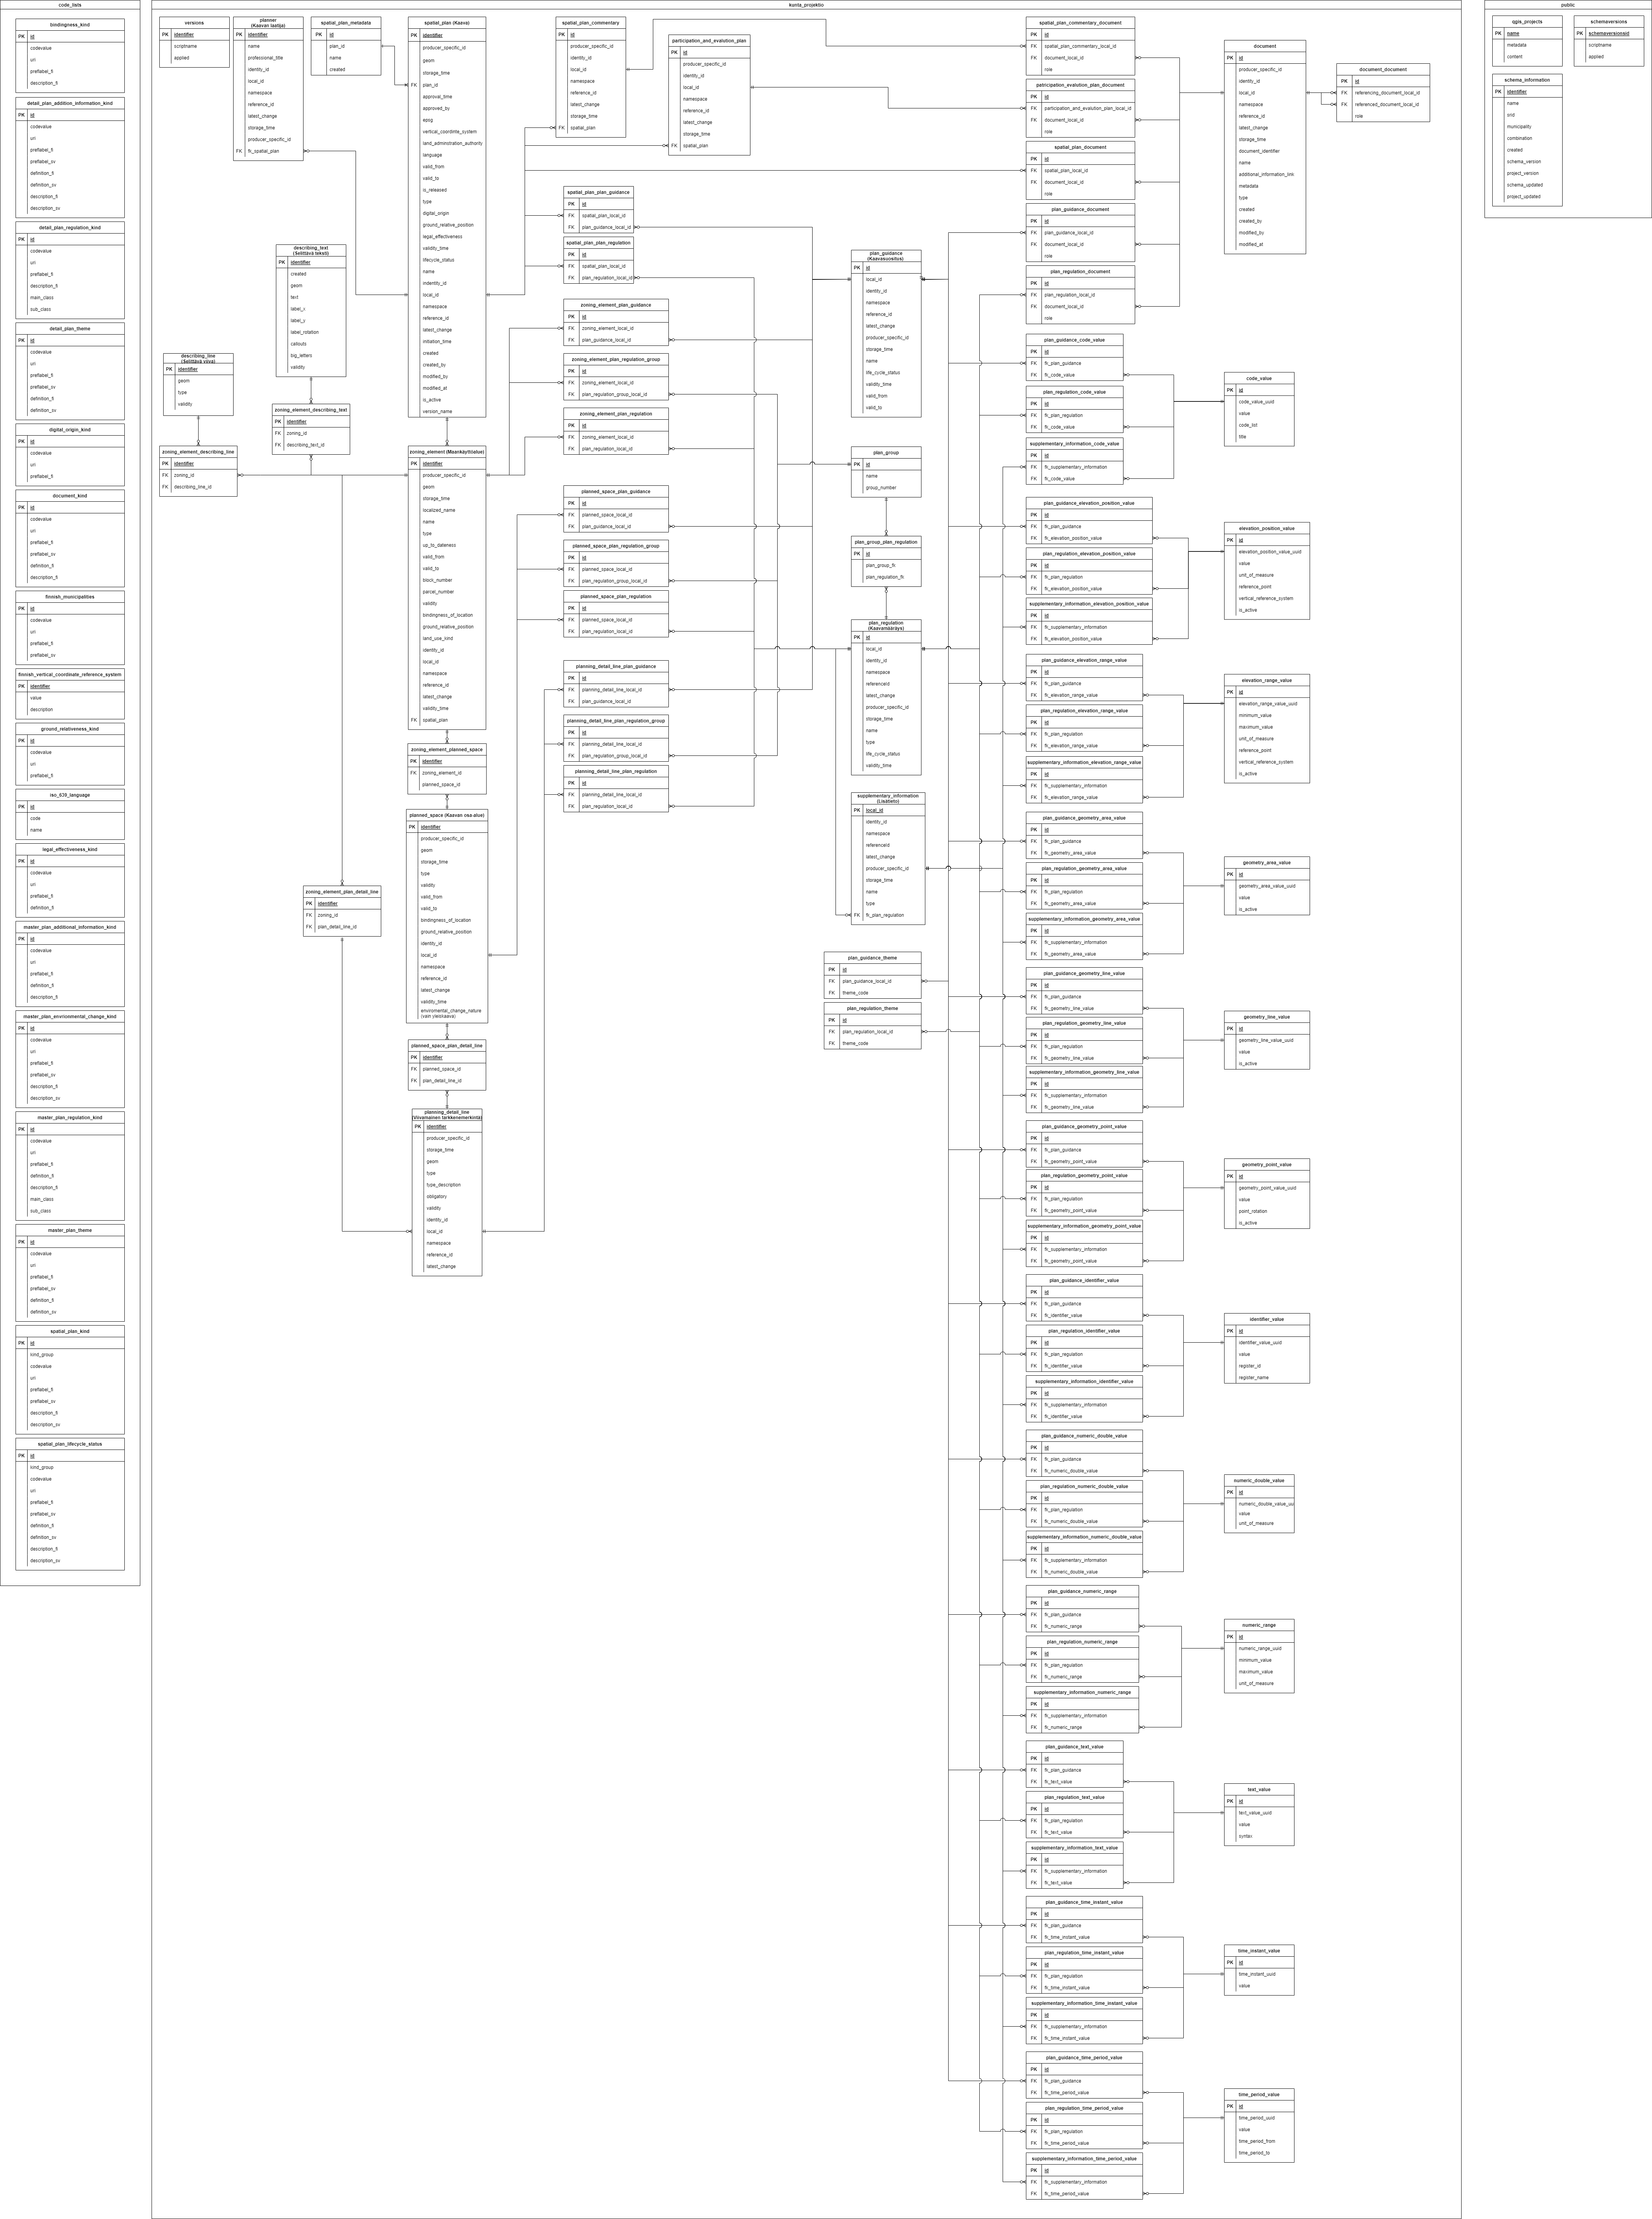 code_lists
bindingness_kind
PK id
codevalue
uri
preflabel_fi
description_fi
detail_plan_addition_information_kind
PK id
codevalue
uri
preflabel_fi
preflabel_sv
definition_fi
definition_sv
description_fi
description_sv
detail_plan_regulation_kind
PK id
codevalue
uri
preflabel_fi
description_fi
main_class
sub_class
detail_plan_theme
PK id
codevalue
uri
preflabel_fi
preflabel_sv
definition_fi
definition_sv
digital_origin_kind
PK id
codevalue
uri
preflabel_fi
document_kind
PK id
codevalue
uri
preflabel_fi
preflabel_sv
definition_fi
description_fi
finnish_municipalities
PK id
codevalue
uri
preflabel_fi
preflabel_sv
finnish_vertical_coordinate_reference_system
PK identifier
value
description
ground_relativeness_kind
PK id
codevalue
uri
preflabel_fi
iso_639_language
PK id
code
name
legal_effectiveness_kind
PK id
codevalue
uri
preflabel_fi
definition_fi
master_plan_additional_information_kind
PK id
codevalue
uri
preflabel_fi
definition_fi
description_fi
master_plan_envrionmental_change_kind
PK id
codevalue
uri
preflabel_fi
preflabel_sv
description_fi
description_sv
master_plan_regulation_kind
PK id
codevalue
uri
preflabel_fi
definition_fi
description_fi
main_class
sub_class
master_plan_theme
PK id
codevalue
uri
preflabel_fi
preflabel_sv
definition_fi
definition_sv
spatial_plan_kind
PK id
kind_group
codevalue
uri
preflabel_fi
preflabel_sv
description_fi
description_sv
spatial_plan_lifecycle_status
PK id
kind_group
codevalue
uri
preflabel_fi
preflabel_sv
definition_fi
definition_sv
description_fi
description_sv
kunta_projektio
versions
PK identifier
scriptname
applied
planner
(Kaavan laatija)
PK identifier
name
professional_title
identity_id
local_id
namespace
reference_id
latest_change
storage_time
producer_specific_id
FK fk_spatial_plan
spatial_plan_metadata
PK id
plan_id
name
created
describing_text
(Selittävä teksti)
PK identifier
created
geom
text
label_x
label_y
label_rotation
callouts
big_letters
validity
describing_line
(Selittävä viiva)
PK identifier
geom
type
validity
zoning_element_describing_text
PK identifier
FK zoning_id
FK describing_text_id
zoning_element_describing_line
PK identifier
FK zoning_id
FK describing_line_id
zoning_element_plan_detail_line
PK identifier
FK zoning_id
FK plan_detail_line_id
spatial_plan (Kaava)
PK identifier
producer_specific_id
geom
storage_time
FK plan_id
approval_time
approved_by
epsg
vertical_coordinte_system
land_adminstration_authority
language
valid_from
valid_to
is_released
type
digital_origin
ground_relative_position
legal_effectiveness
validity_time
lifecycle_status
name
indentity_id
local_id
namespace
reference_id
latest_change
initiation_time
created
created_by
modified_by
modified_at
is_active
version_name
zoning_element (Maankäyttöalue)
PK identifier
producer_specific_id
geom
storage_time
localized_name
name
type
up_to_dateness
valid_from
valid_to
block_number
parcel_number
validity
bindingness_of_location
ground_relative_position
land_use_kind
identity_id
local_id
namespace
reference_id
latest_change
validity_time
FK spatial_plan
zoning_element_planned_space
PK identifier
FK zoning_element_id
planned_space_id
planned_space (Kaavan osa-alue)
PK identifier
producer_specific_id
geom
storage_time
type
validity
valid_from
valid_to
bindingness_of_location
ground_relative_position
identity_id
local_id
namespace
reference_id
latest_change
validity_time
enviromental_change_nature
(vain yleiskaava)
planned_space_plan_detail_line
PK identifier
FK planned_space_id
FK plan_detail_line_id
planning_detail_line
(Viivamainen tarkkenemerkintä)
PK identifier
producer_specific_id
storage_time
geom
type
type_description
obligatory
validity
identity_id
local_id
namespace
reference_id
latest_change
spatial_plan_commentary
PK id
producer_specific_id
identity_id
local_id
namespace
reference_id
latest_change
storage_time
FK spatial_plan
participation_and_evalution_plan
PK id
producer_specific_id
identity_id
local_id
namespace
reference_id
latest_change
storage_time
FK spatial_plan
spatial_plan_plan_guidance
PK id
FK spatial_plan_local_id
FK plan_guidance_local_id
spatial_plan_plan_regulation
PK id
FK spatial_plan_local_id
FK plan_regulation_local_id
zoning_element_plan_guidance
PK id
FK zoning_element_local_id
FK plan_guidance_local_id
zoning_element_plan_regulation_group
PK id
FK zoning_element_local_id
FK plan_regulation_group_local_id
zoning_element_plan_regulation
PK id
FK zoning_element_local_id
FK plan_regulation_local_id
planned_space_plan_guidance
PK id
FK planned_space_local_id
FK plan_guidance_local_id
planned_space_plan_regulation_group
PK id
FK planned_space_local_id
FK plan_regulation_group_local_id
planned_space_plan_regulation
PK id
FK planned_space_local_id
FK plan_regulation_local_id
planning_detail_line_plan_guidance
PK id
FK planning_detail_line_local_id
FK plan_guidance_local_id
planning_detail_line_plan_regulation_group
PK id
FK planning_detail_line_local_id
FK plan_regulation_group_local_id
planning_detail_line_plan_regulation
PK id
FK planning_detail_line_local_id
FK plan_regulation_local_id
plan_guidance
(Kaavasuositus)
PK id
local_id
identity_id
namespace
reference_id
latest_change
producer_specific_id
storage_time
name
life_cycle_status
validity_time
valid_from
valid_to
plan_group
PK id
name
group_number
plan_group_plan_regulation
PK id
plan_group_fk
plan_regulation_fk
plan_regulation
(Kaavamääräys)
PK id
local_id
identity_id
namespace
referenceid
latest_change
producer_specific_id
storage_time
name
type
life_cycle_status
validity_time
supplementary_information
(Lisätieto)
PK local_id
identity_id
namespace
referenceid
latest_change
producer_specific_id
storage_time
name
type
FK fk_plan_regulation
plan_guidance_theme
PK id
FK plan_guidance_local_id
FK theme_code
plan_regulation_theme
PK id
FK plan_regulation_local_id
FK theme_code
spatial_plan_commentary_document
PK id
FK spatial_plan_commentary_local_id
FK document_local_id
role
patricipation_evalution_plan_document
PK id
FK participation_and_evalution_plan_local_id
FK document_local_id
role
spatial_plan_document
PK id
FK spatial_plan_local_id
FK document_local_id
role
plan_guidance_document
PK id
FK plan_guidance_local_id
FK document_local_id
role
plan_regulation_document
PK id
FK plan_regulation_local_id
FK document_local_id
role
plan_guidance_code_value
PK id
FK fk_plan_guidance
FK fk_code_value
plan_regulation_code_value
PK id
FK fk_plan_regulation
FK fk_code_value
supplementary_information_code_value
PK id
FK fk_supplementary_information
FK fk_code_value
plan_guidance_elevation_position_value
PK id
FK fk_plan_guidance
FK fk_elevation_position_value
plan_regulation_elevation_position_value
PK id
FK fk_plan_regulation
FK fk_elevation_position_value
supplementary_information_elevation_position_value
PK id
FK fk_supplementary_information
FK fk_elevation_position_value
plan_guidance_elevation_range_value
PK id
FK fk_plan_guidance
FK fk_elevation_range_value
plan_regulation_elevation_range_value
PK id
FK fk_plan_regulation
FK fk_elevation_range_value
supplementary_information_elevation_range_value
PK id
FK fk_supplementary_information
FK fk_elevation_range_value
plan_guidance_geometry_area_value
PK id
FK fk_plan_guidance
FK fk_geometry_area_value
plan_regulation_geometry_area_value
PK id
FK fk_plan_regulation
FK fk_geometry_area_value
supplementary_information_geometry_area_value
PK id
FK fk_supplementary_information
FK fk_geometry_area_value
plan_guidance_geometry_line_value
PK id
FK fk_plan_guidance
FK fk_geometry_line_value
plan_regulation_geometry_line_value
PK id
FK fk_plan_regulation
FK fk_geometry_line_value
supplementary_information_geometry_line_value
PK id
FK fk_supplementary_information
FK fk_geometry_line_value
plan_guidance_geometry_point_value
PK id
FK fk_plan_guidance
FK fk_geometry_point_value
plan_regulation_geometry_point_value
PK id
FK fk_plan_regulation
FK fk_geometry_point_value
supplementary_information_geometry_point_value
PK id
FK fk_supplementary_information
FK fk_geometry_point_value
plan_guidance_identifier_value
PK id
FK fk_plan_guidance
FK fk_identifier_value
plan_regulation_identifier_value
PK id
FK fk_plan_regulation
FK fk_identifier_value
supplementary_information_identifier_value
PK id
FK fk_supplementary_information
FK fk_identifier_value
plan_guidance_numeric_double_value
PK id
FK fk_plan_guidance
FK fk_numeric_double_value
plan_regulation_numeric_double_value
PK id
FK fk_plan_regulation
FK fk_numeric_double_value
supplementary_information_numeric_double_value
PK id
FK fk_supplementary_information
FK fk_numeric_double_value
plan_guidance_numeric_range
PK id
FK fk_plan_guidance
FK fk_numeric_range
plan_regulation_numeric_range
PK id
FK fk_plan_regulation
FK fk_numeric_range
supplementary_information_numeric_range
PK id
FK fk_supplementary_information
FK fk_numeric_range
plan_guidance_text_value
PK id
FK fk_plan_guidance
FK fk_text_value
plan_regulation_text_value
PK id
FK fk_plan_regulation
FK fk_text_value
supplementary_information_text_value
PK id
FK fk_supplementary_information
FK fk_text_value
plan_guidance_time_instant_value
PK id
FK fk_plan_guidance
FK fk_time_instant_value
plan_regulation_time_instant_value
PK id
FK fk_plan_regulation
FK fk_time_instant_value
supplementary_information_time_instant_value
PK id
FK fk_supplementary_information
FK fk_time_instant_value
plan_guidance_time_period_value
PK id
FK fk_plan_guidance
FK fk_time_period_value
plan_regulation_time_period_value
PK id
FK fk_plan_regulation
FK fk_time_period_value
supplementary_information_time_period_value
PK id
FK fk_supplementary_information
FK fk_time_period_value
document
PK id
producer_specific_id
identity_id
local_id
namespace
reference_id
latest_change
storage_time
document_identifier
name
additional_information_link
metadata
type
created
created_by
modified_by
modified_at
document_document
PK id
FK referencing_document_local_id
FK referenced_document_local_id
role
code_value
PK id
code_value_uuid
value
code_list
title
elevation_position_value
PK id
elevation_position_value_uuid
value
unit_of_measure
reference_point
vertical_reference_system
is_active
elevation_range_value
PK id
elevation_range_value_uuid
minimum_value
maximum_value
unit_of_measure
reference_point
vertical_reference_system
is_active
geometry_area_value
PK id
geometry_area_value_uuid
value
is_active
geometry_line_value
PK id
geometry_line_value_uuid
value
is_active
geometry_point_value
PK id
geometry_point_value_uuid
value
point_rotation
is_active
identifier_value
PK id
identifier_value_uuid
value
register_id
register_name
numeric_double_value
PK id
numeric_double_value_uu
value
unit_of_measure
numeric_range
PK id
numeric_range_uuid
minimum_value
maximum_value
unit_of_measure
text_value
PK id
text_value_uuid
value
syntax
time_instant_value
PK id
time_instant_uuid
value
time_period_value
PK id
time_period_uuid
value
time_period_from
time_period_to
public
qgis_projects
PK name
metadata
content
schemaversions
PK schemaversionsid
scriptname
applied
schema_information
PK identifier
name
srid
municipality
combination
created
schema_version
project_version
schema_updated
project_updated